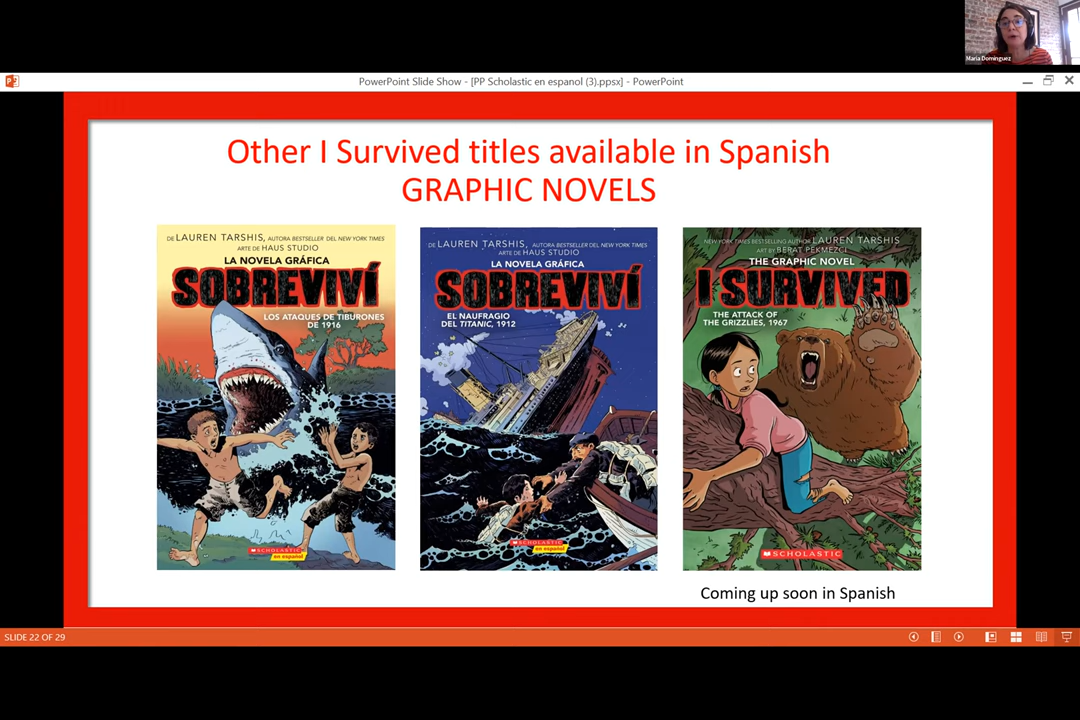 Maria Dominguez
PowerPoint Slide Show - [PP Scholastic en espanol (3).ppsx] - PowerPoint
Other I Survived titles available in Spanish
GRAPHIC NOVELS
DE LAUREN TARSHIS, AUTORA BESTSELLER DEL NEW YORK TIMES
ARTE DE HAUS STUDIO
LA NOVELA GRÁFICA
SOBREVIVÍ
LOS ATAQUES DE TIBURONES
DE 1916
SCHOLASTIC
en español
DE LAUREN TARSHIS, AUTORA BESTSELLER DEL NEW YORK TIMES
ARTE DE HAUS STUDIO
LA NOVELA GRÁFICA
SOBREVIVÍ
EL NAUFRAGIO
DEL TITANIC, 1912
SCHOLASTIC
en español
NEW YORK TIMES BESTSELLING AUTHOR LAUREN TARSHIS
ART BY BERAT PEKMEZCI
THE GRAPHIC NOVEL
I SURVIVED
THE ATTACK OF
THE GRIZZLIES, 1967
SCHOLASTIC
Coming up soon in Spanish
SLIDE 22 OF 29